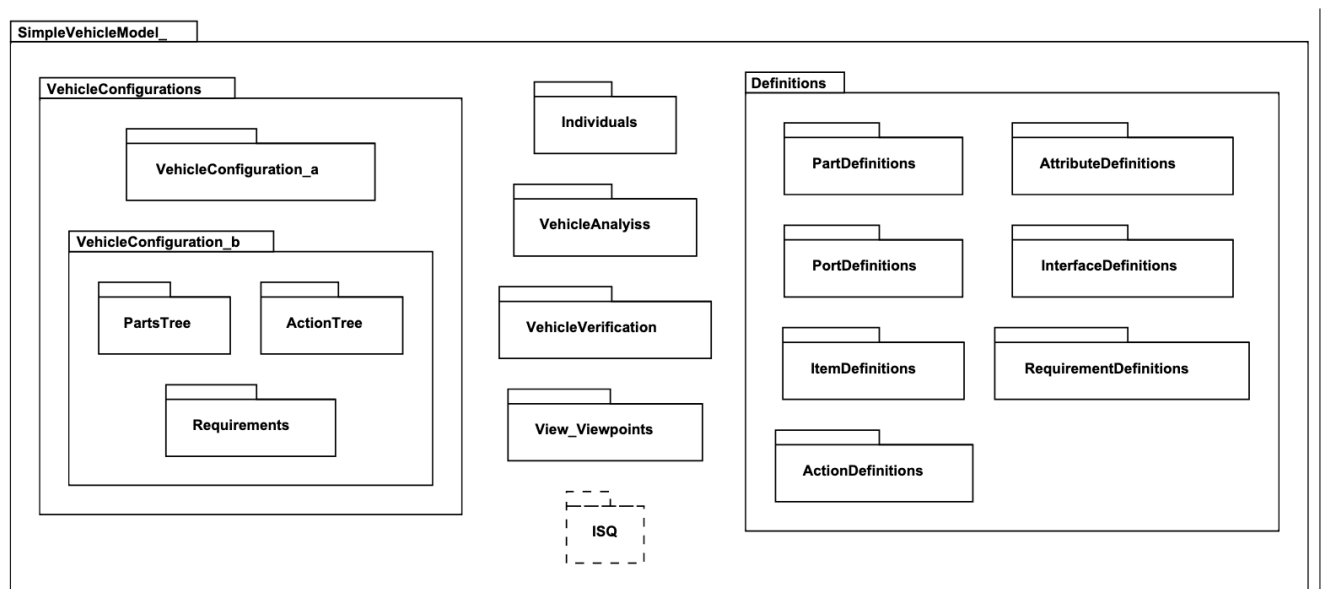 SimpleVehicleModel_
VehicleConfigurations
VehicleConfiguration_a
VehicleConfiguration_b
PartsTree
ActionTree
Requirements
Individuals
VehicleAnalyiss
VehicleVerification
View_Viewpoints
ISQ
Definitions
PartDefinitions
AttributeDefinitions
PortDefinitions
InterfaceDefinitions
ItemDefinitions
RequirementDefinitions
ActionDefinitions